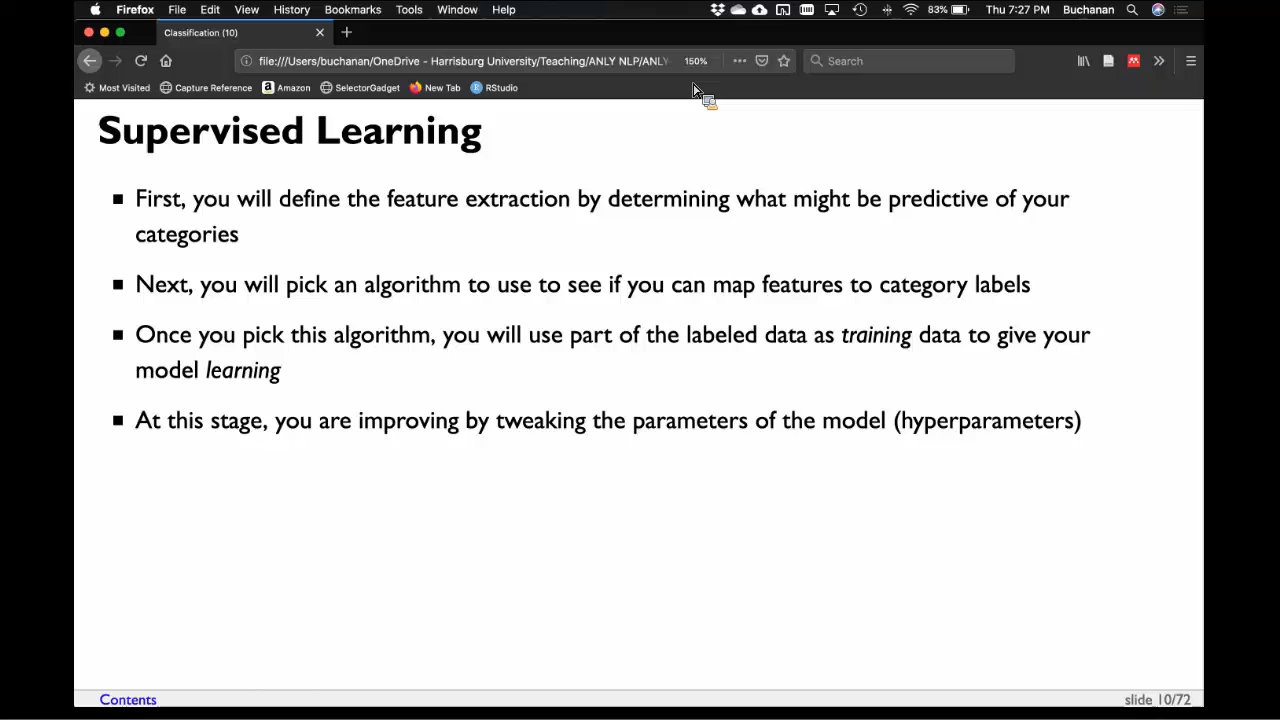 Firefox File Edit View History Bookmarks Tools Window Help 83% Thu 7:27 PM Buchanan
Classification (10)
file:///Users/buchanan/OneDrive - Harrisburg University/Teaching/ANLY NLP/ANLY- 150% Search
Most Visited Capture Reference Amazon SelectorGadget New Tab RStudio
Supervised Learning
First, you will define the feature extraction by determining what might be predictive of your
categories
Next, you will pick an algorithm to use to see if you can map features to category labels
Once you pick this algorithm, you will use part of the labeled data as training data to give your
model learning
At this stage, you are improving by tweaking the parameters of the model (hyperparameters)
Contents slide 10/72